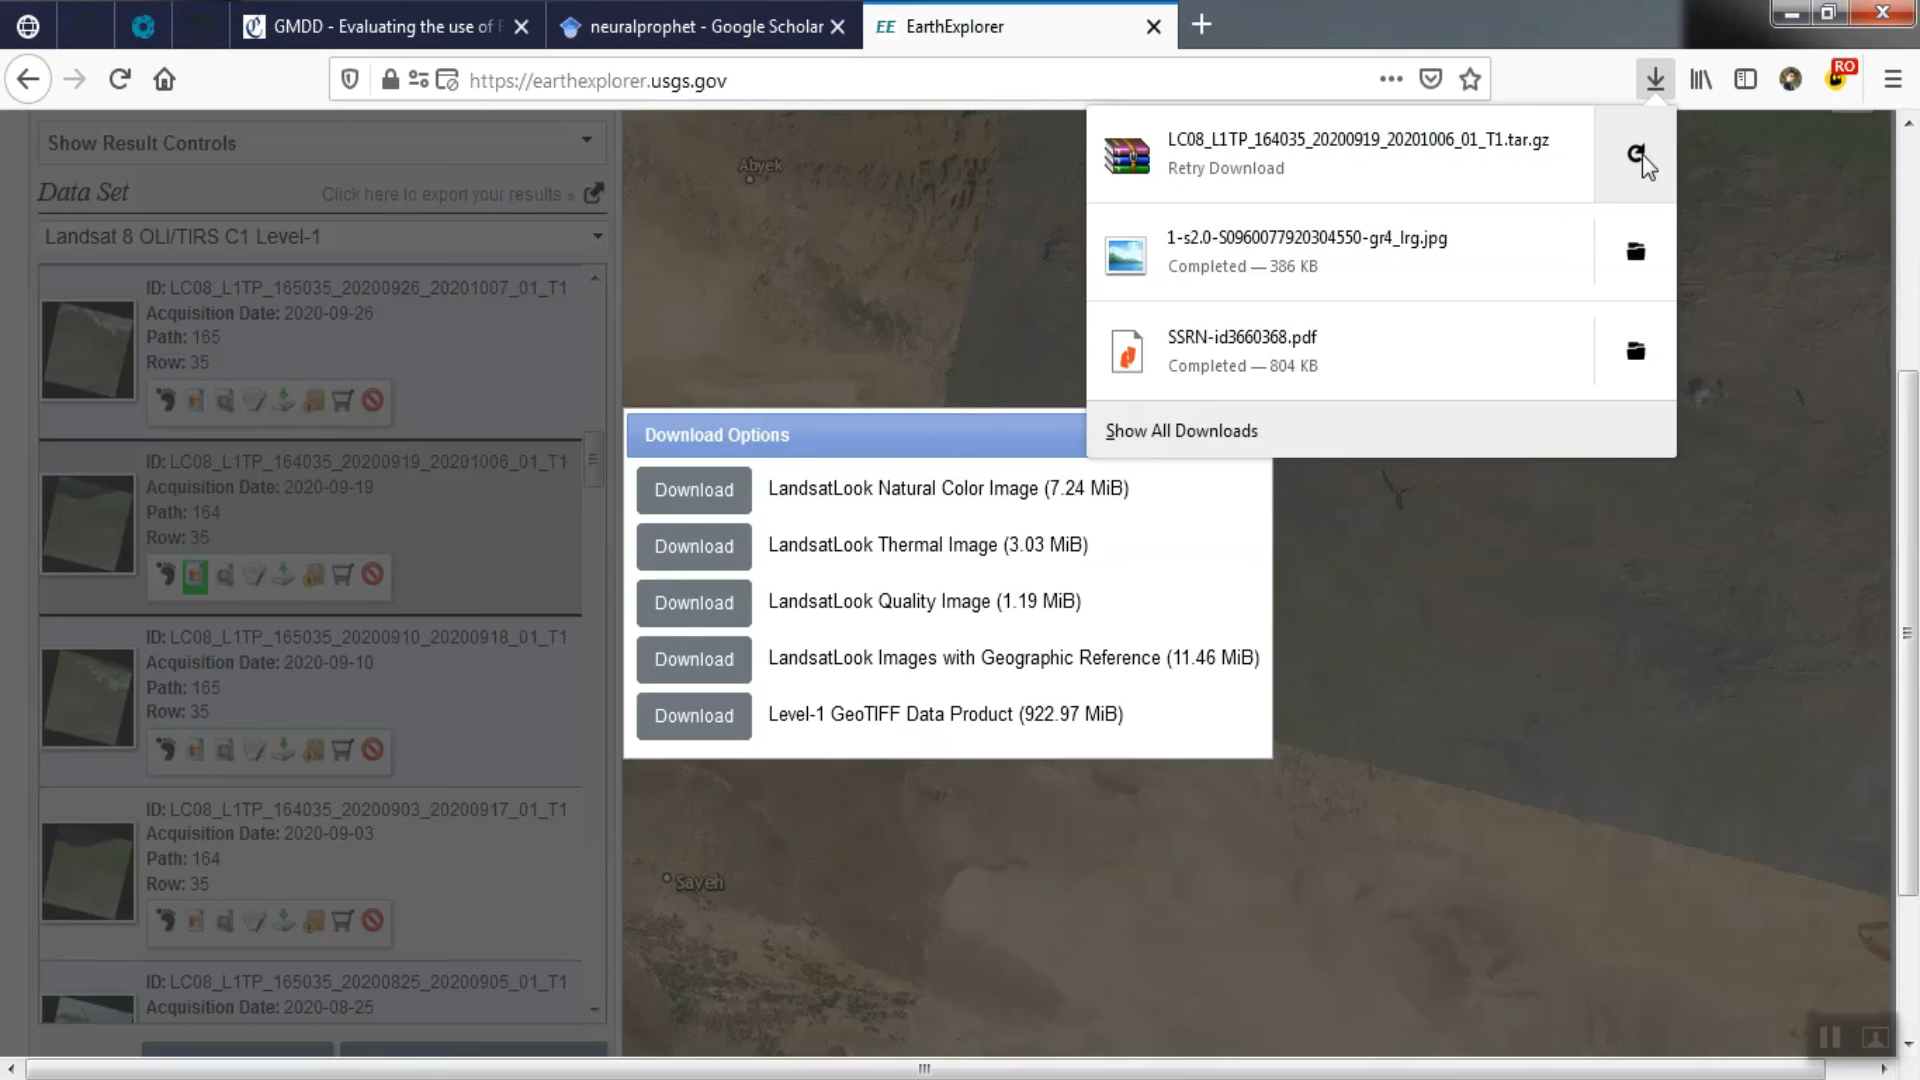 GMDD - Evaluating the use of F
neuralprophet - Google Scholar
EE EarthExplorer
https://earthexplorer.usgs.gov
RO
Show Result Controls
Data Set
Click here to export your results »
Landsat 8 OLI/TIRS C1 Level-1
ID: LC08_L1TP_165035_20200926_20201007_01_T1
Acquisition Date: 2020-09-26
Path: 165
Row: 35
ID: LC08_L1TP_164035_20200919_20201006_01_T1
Acquisition Date: 2020-09-19
Path: 164
Row: 35
ID: LC08_L1TP_165035_20200910_20200918_01_T1
Acquisition Date: 2020-09-10
Path: 165
Row: 35
ID: LC08_L1TP_164035_20200903_20200917_01_T1
Acquisition Date: 2020-09-03
Path: 164
Row: 35
ID: LC08_L1TP_165035_20200825_20200905_01_T1
Acquisition Date: 2020-08-25
Abyek
Saveh
LC08_L1TP_164035_20200919_20201006_01_T1.tar.gz
Retry Download
1-s2.0-S0960077920304550-gr4_lrg.jpg
Completed — 386 KB
SSRN-id3660368.pdf
Completed — 804 KB
Show All Downloads
Download Options
Download LandsatLook Natural Color Image (7.24 MiB)
Download LandsatLook Thermal Image (3.03 MiB)
Download LandsatLook Quality Image (1.19 MiB)
Download LandsatLook Images with Geographic Reference (11.46 MiB)
Download Level-1 GeoTIFF Data Product (922.97 MiB)